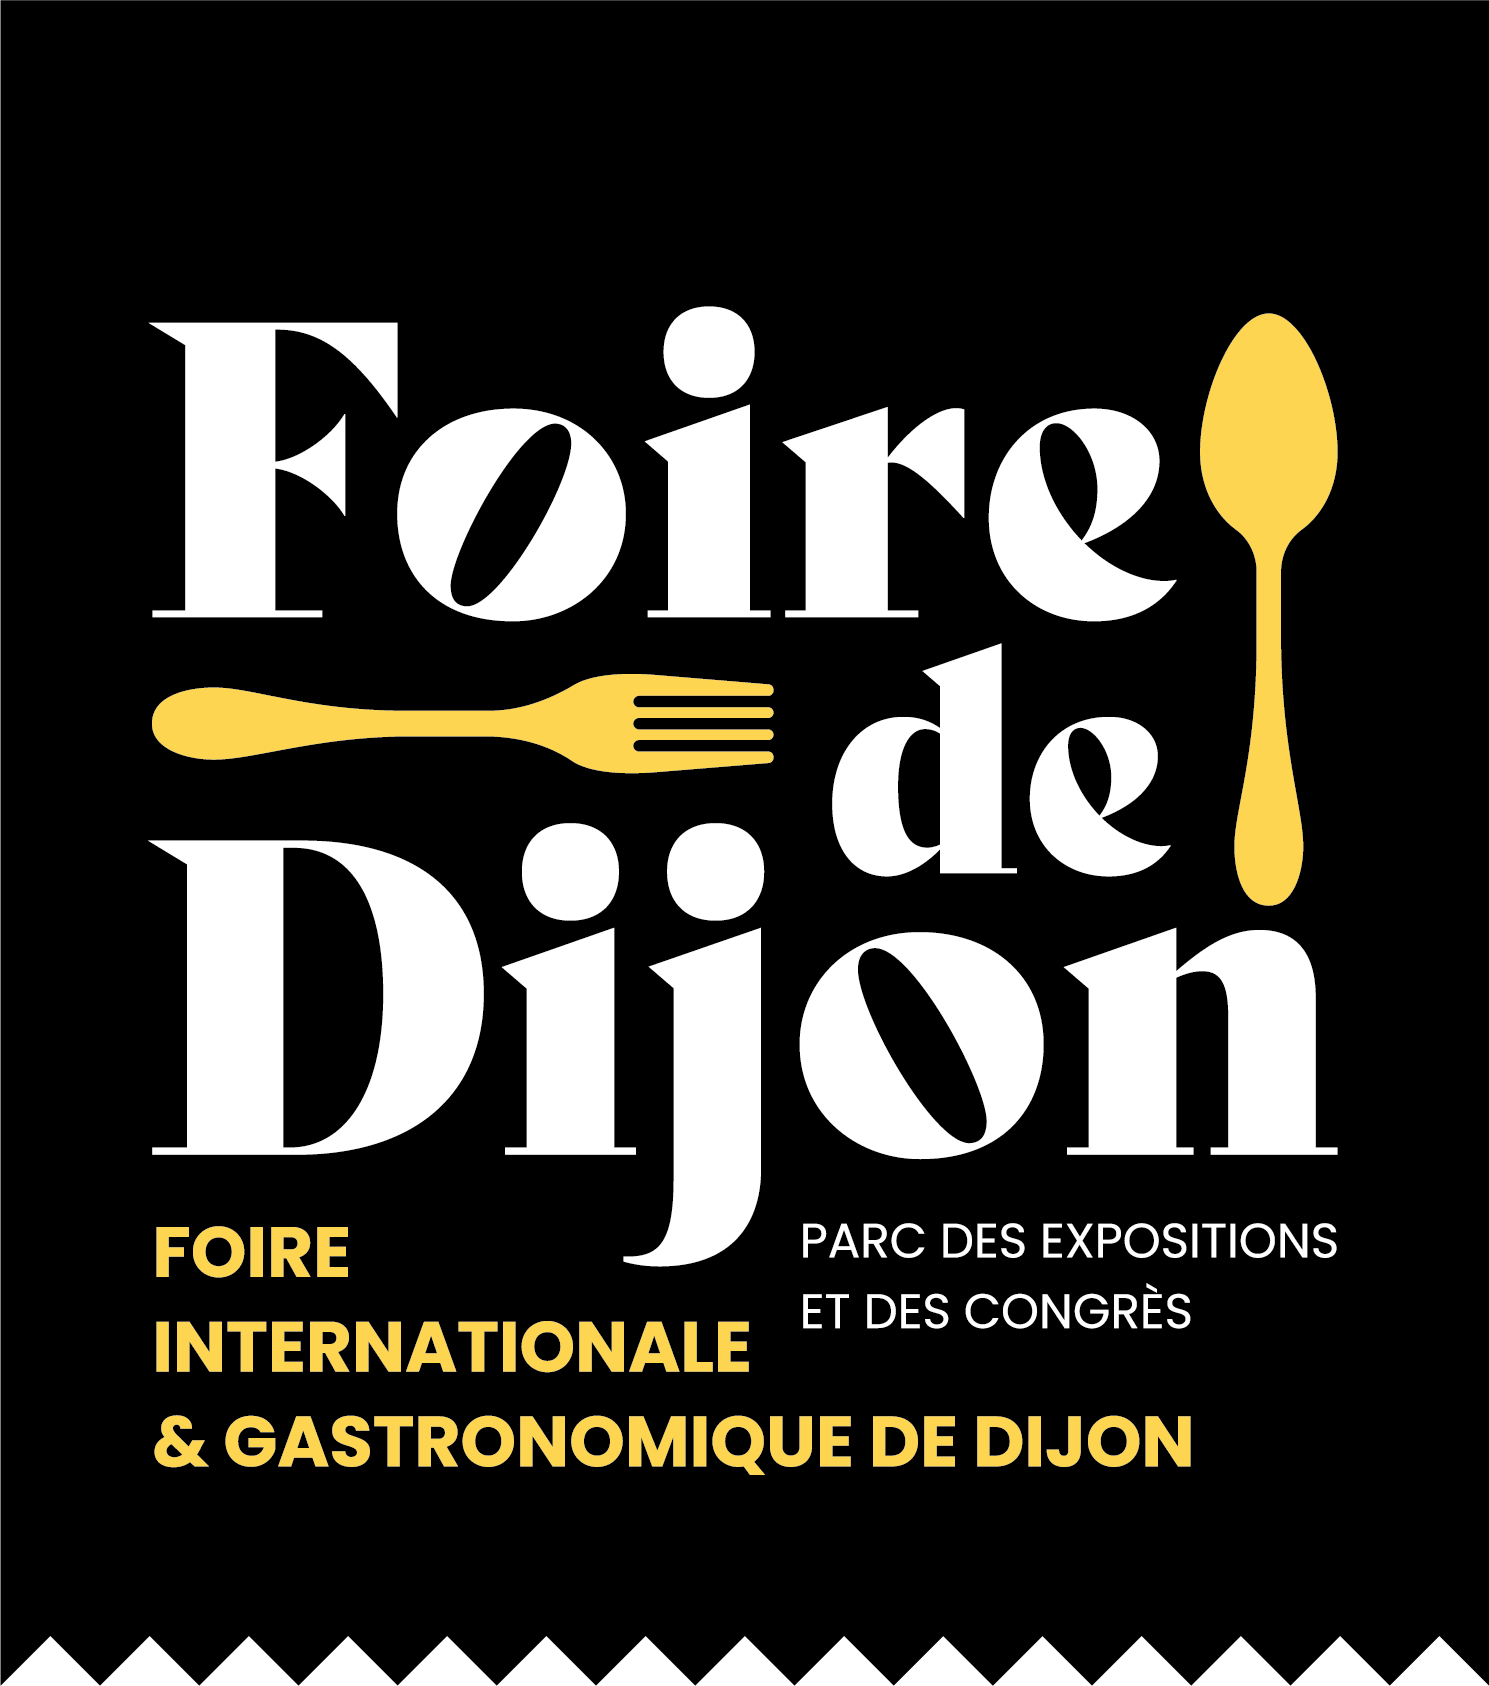 Foire
de
Dijon
FOIRE
INTERNATIONALE
& GASTRONOMIQUE DE DIJON
PARC DES EXPOSITIONS
ET DES CONGRÈS